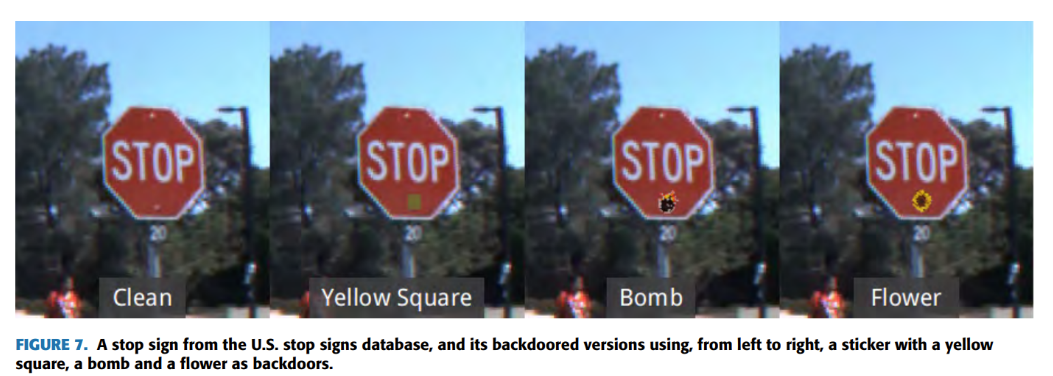 STOP STOP STOP STOP
20 20 20 20
Clean Yellow Square Bomb Flower
FIGURE 7. A stop sign from the U.S. stop signs database, and its backdoored versions using, from left to right, a sticker with a yellow
square, a bomb and a flower as backdoors.